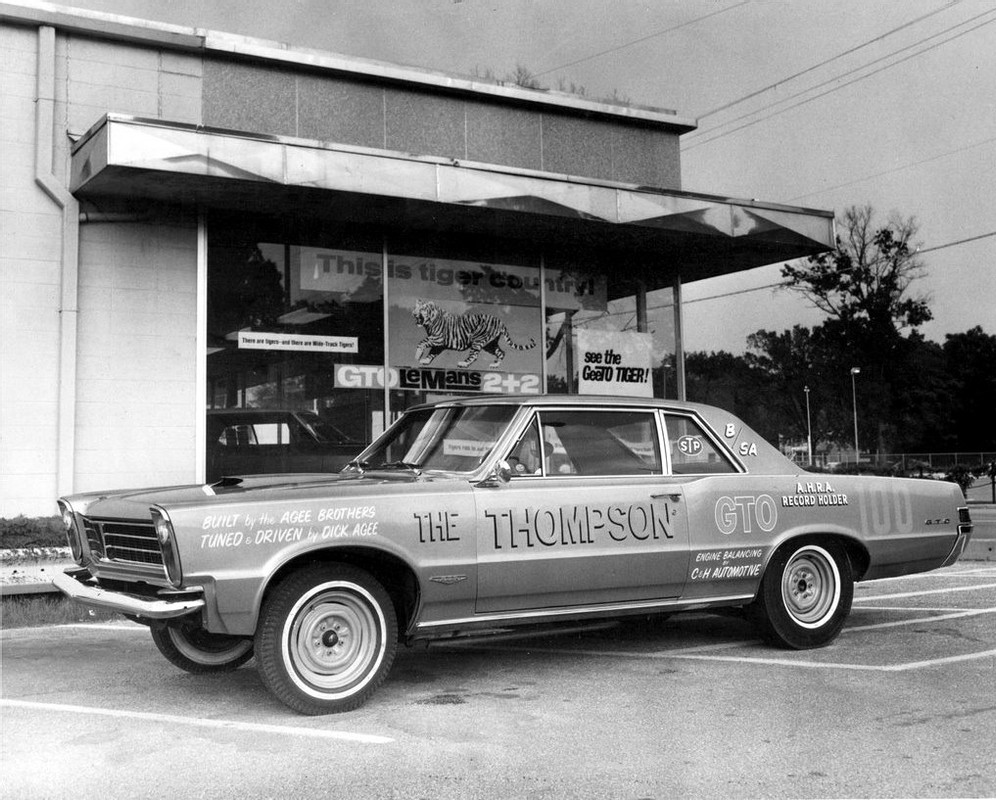 This is tiger country!
There are tigers—and there are Wide-Track Tigers!
GTO LeMans 2+2
see the
GeeTO TIGER!
BUILT by the AGEE BROTHERS
TUNED & DRIVEN by DICK AGEE
THE THOMPSON
STP
B/SA
GTO
A.H.R.A.
RECORD HOLDER
100
GTO
ENGINE BALANCING
BY
C & H AUTOMOTIVE